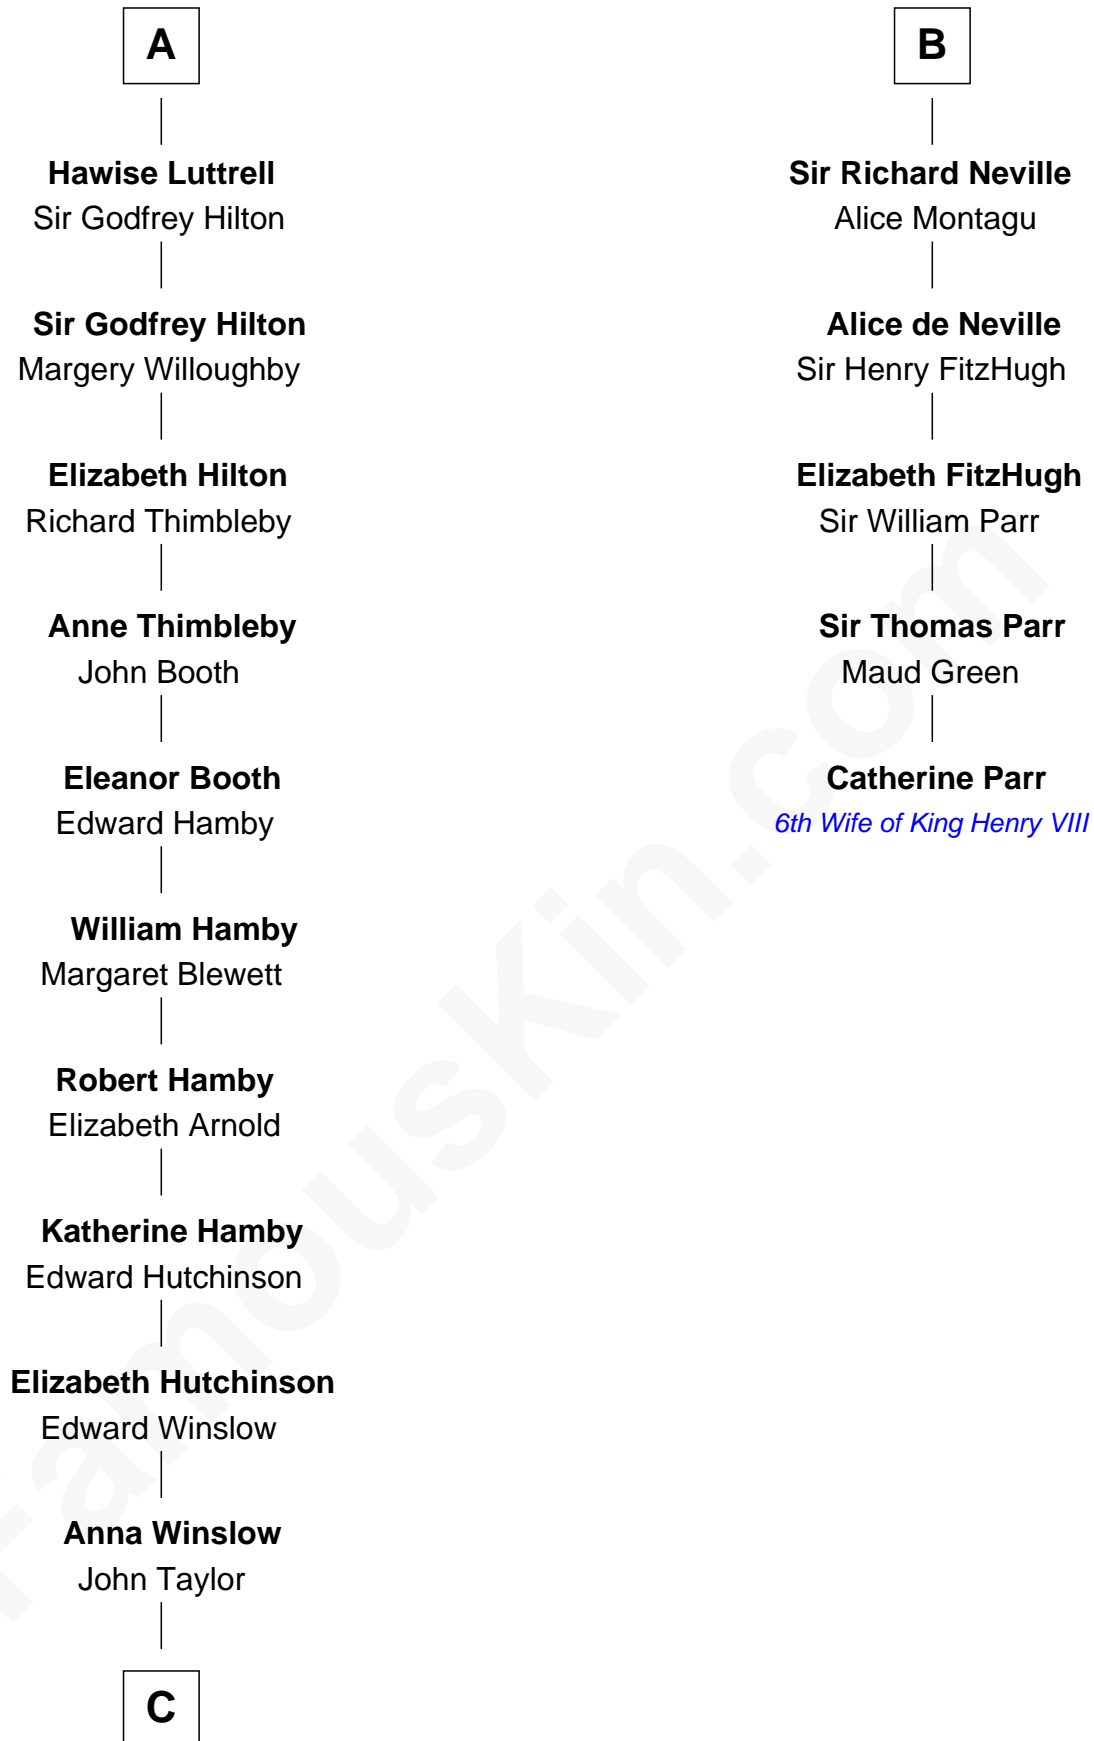 A
Hawise Luttrell
Sir Godfrey Hilton
Sir Godfrey Hilton
Margery Willoughby
Elizabeth Hilton
Richard Thimbleby
Anne Thimbleby
John Booth
Eleanor Booth
Edward Hamby
William Hamby
Margaret Blewett
Robert Hamby
Elizabeth Arnold
Katherine Hamby
Edward Hutchinson
Elizabeth Hutchinson
Edward Winslow
Anna Winslow
John Taylor
C
B
Sir Richard Neville
Alice Montagu
Alice de Neville
Sir Henry FitzHugh
Elizabeth FitzHugh
Sir William Parr
Sir Thomas Parr
Maud Green
Catherine Parr
6th Wife of King Henry VIII
FamousKin.com